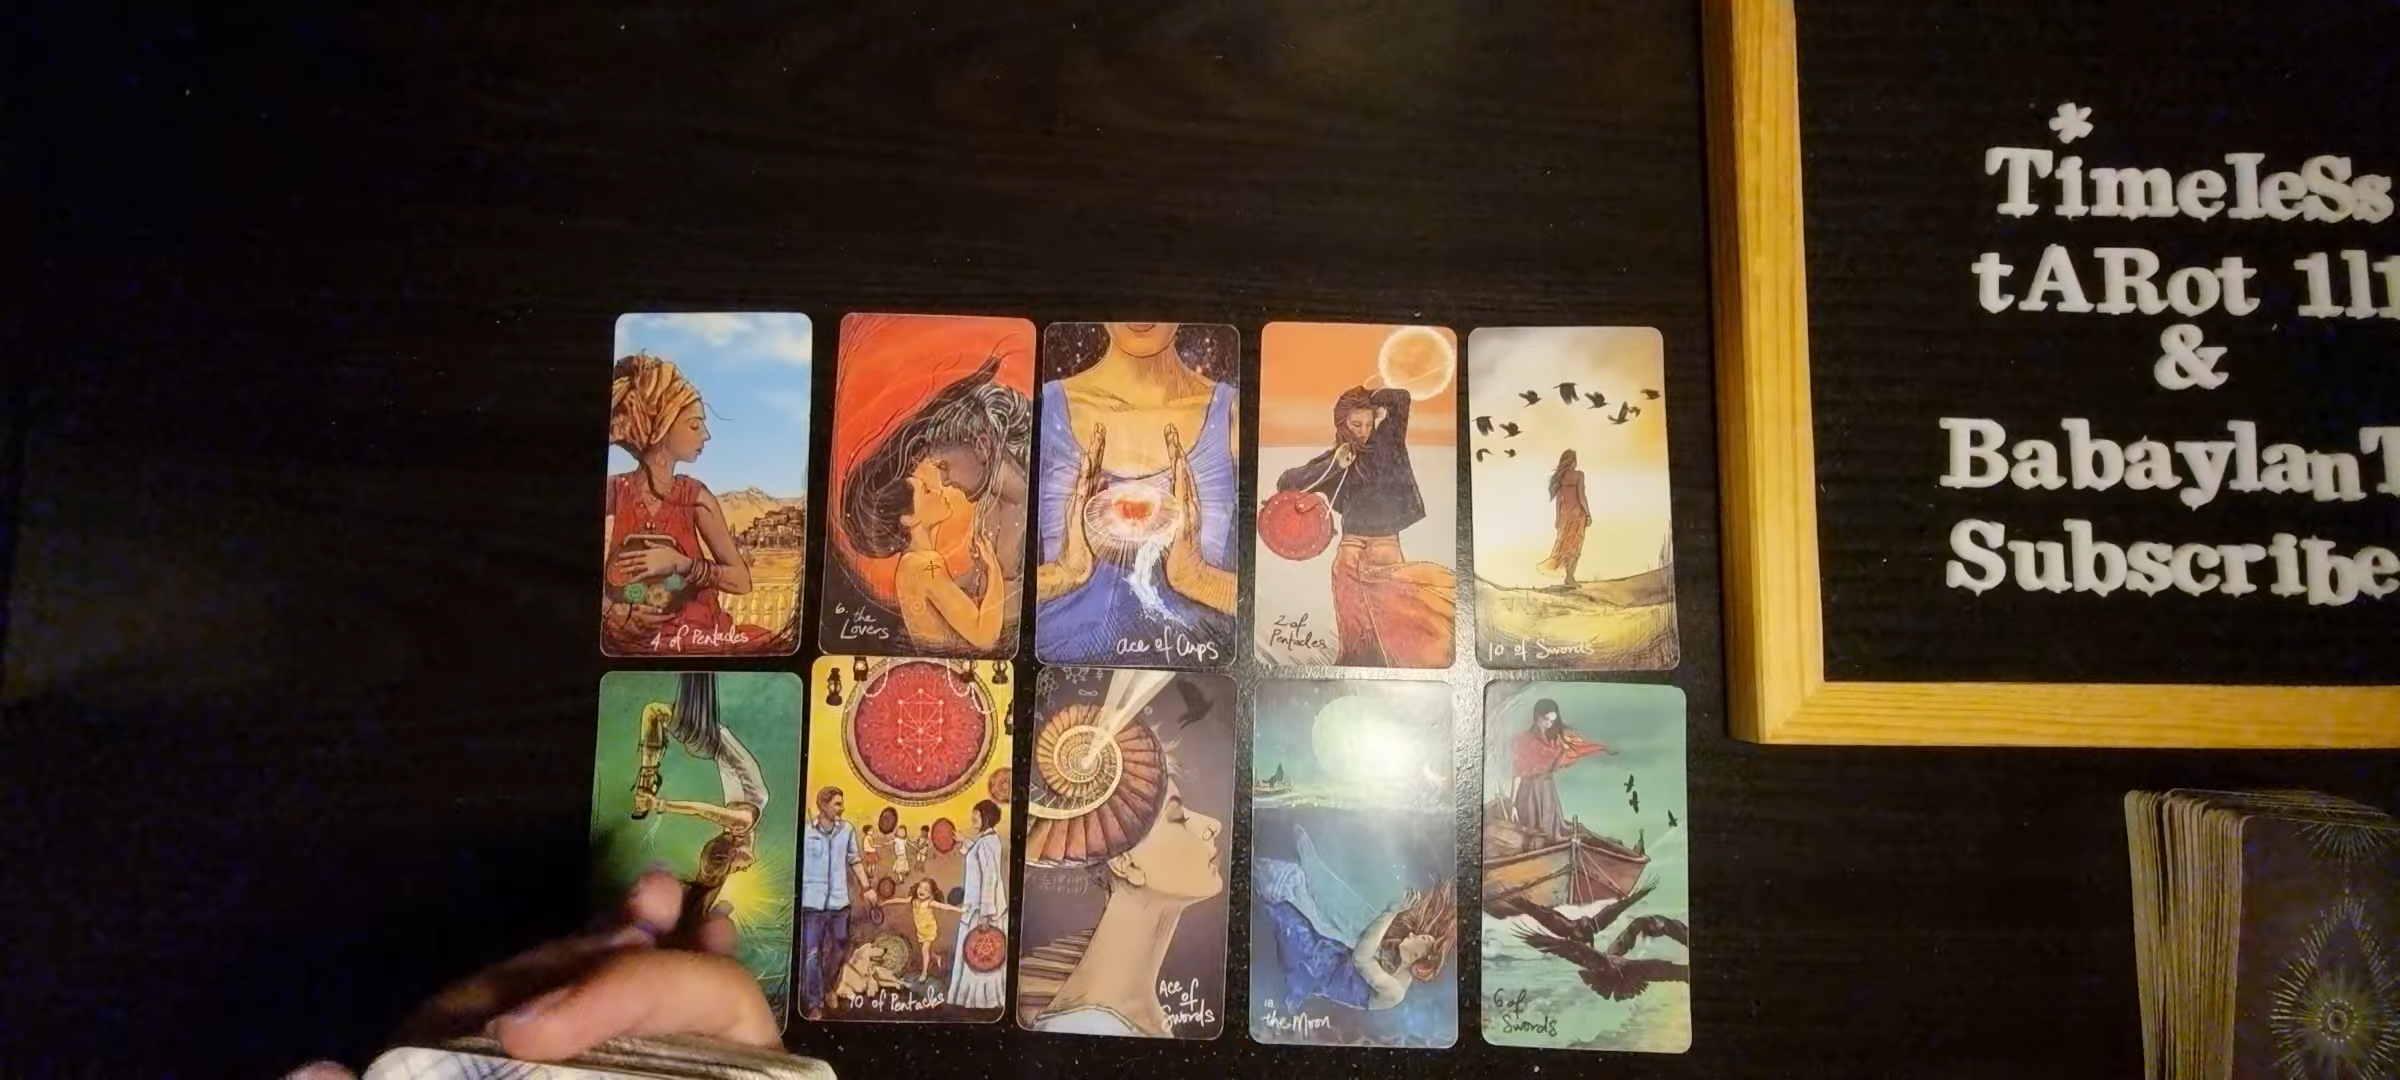 TimeleSs
tARot 111
&
BabaylanT
Subscribe
4 of Pentacles
6. the
Lovers
ace of Cups
2 of
Pentacles
10 of Swords
10 of Pentacles
Ace
of
Swords
18.
the Moon
6 of
Swords